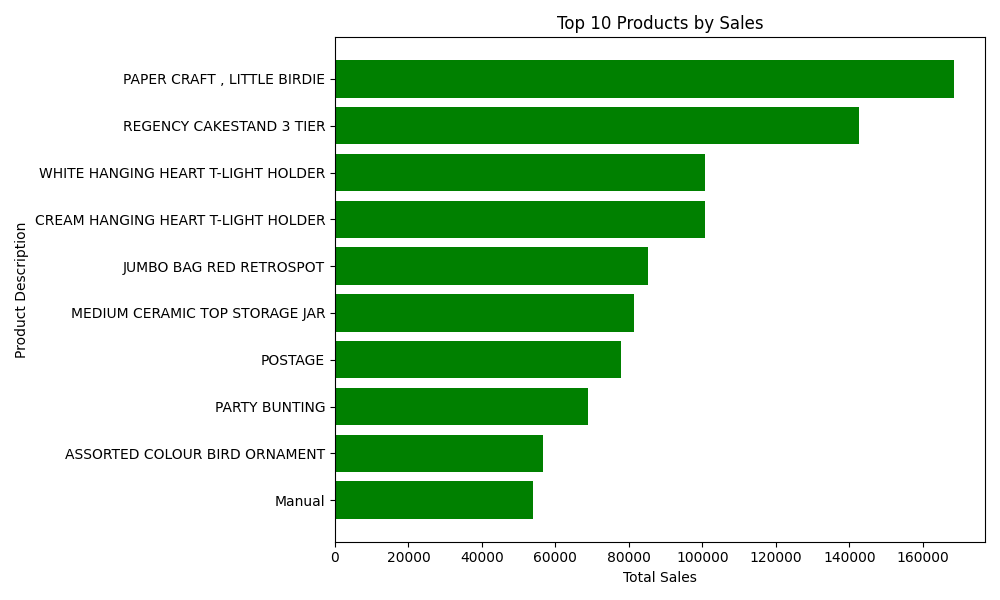 Top 10 Products by Sales
Product Description
PAPER CRAFT , LITTLE BIRDIE
REGENCY CAKESTAND 3 TIER
WHITE HANGING HEART T-LIGHT HOLDER
CREAM HANGING HEART T-LIGHT HOLDER
JUMBO BAG RED RETROSPOT
MEDIUM CERAMIC TOP STORAGE JAR
POSTAGE
PARTY BUNTING
ASSORTED COLOUR BIRD ORNAMENT
Manual
0 20000 40000 60000 80000 100000 120000 140000 160000
Total Sales